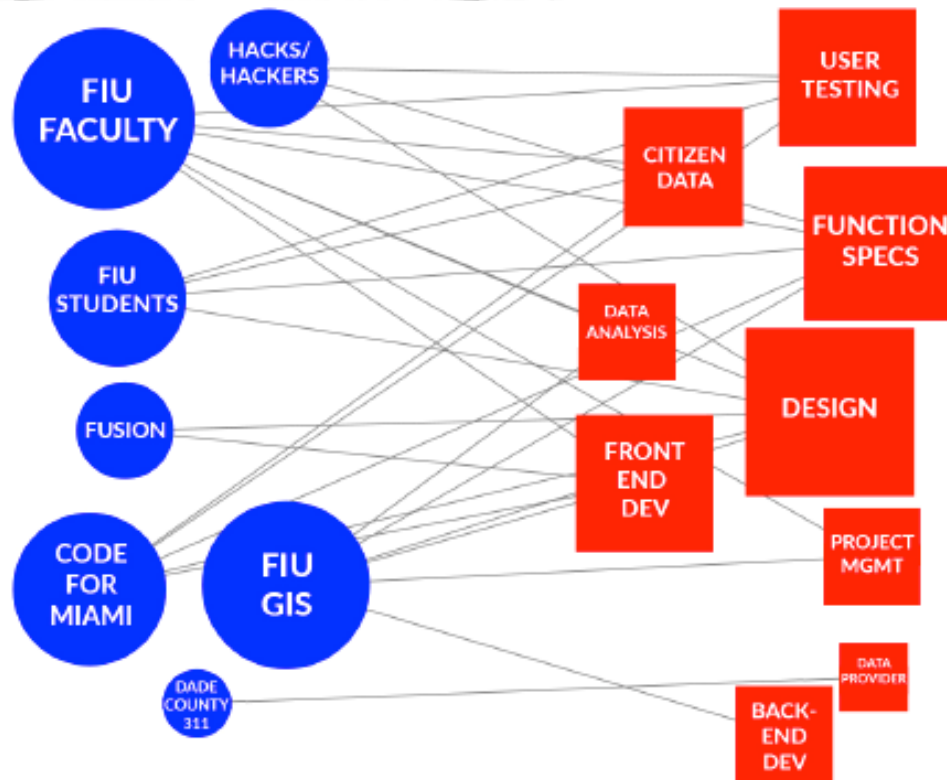 FIU
FACULTY
HACKS/
HACKERS
USER
TESTING
CITIZEN
DATA
FUNCTION
SPECS
FIU
STUDENTS
DATA
ANALYSIS
DESIGN
FUSION
FRONT
END
DEV
CODE
FOR
MIAMI
FIU
GIS
PROJECT
MGMT
DADE
COUNTY
311
DATA
PROVIDER
BACK-
END
DEV